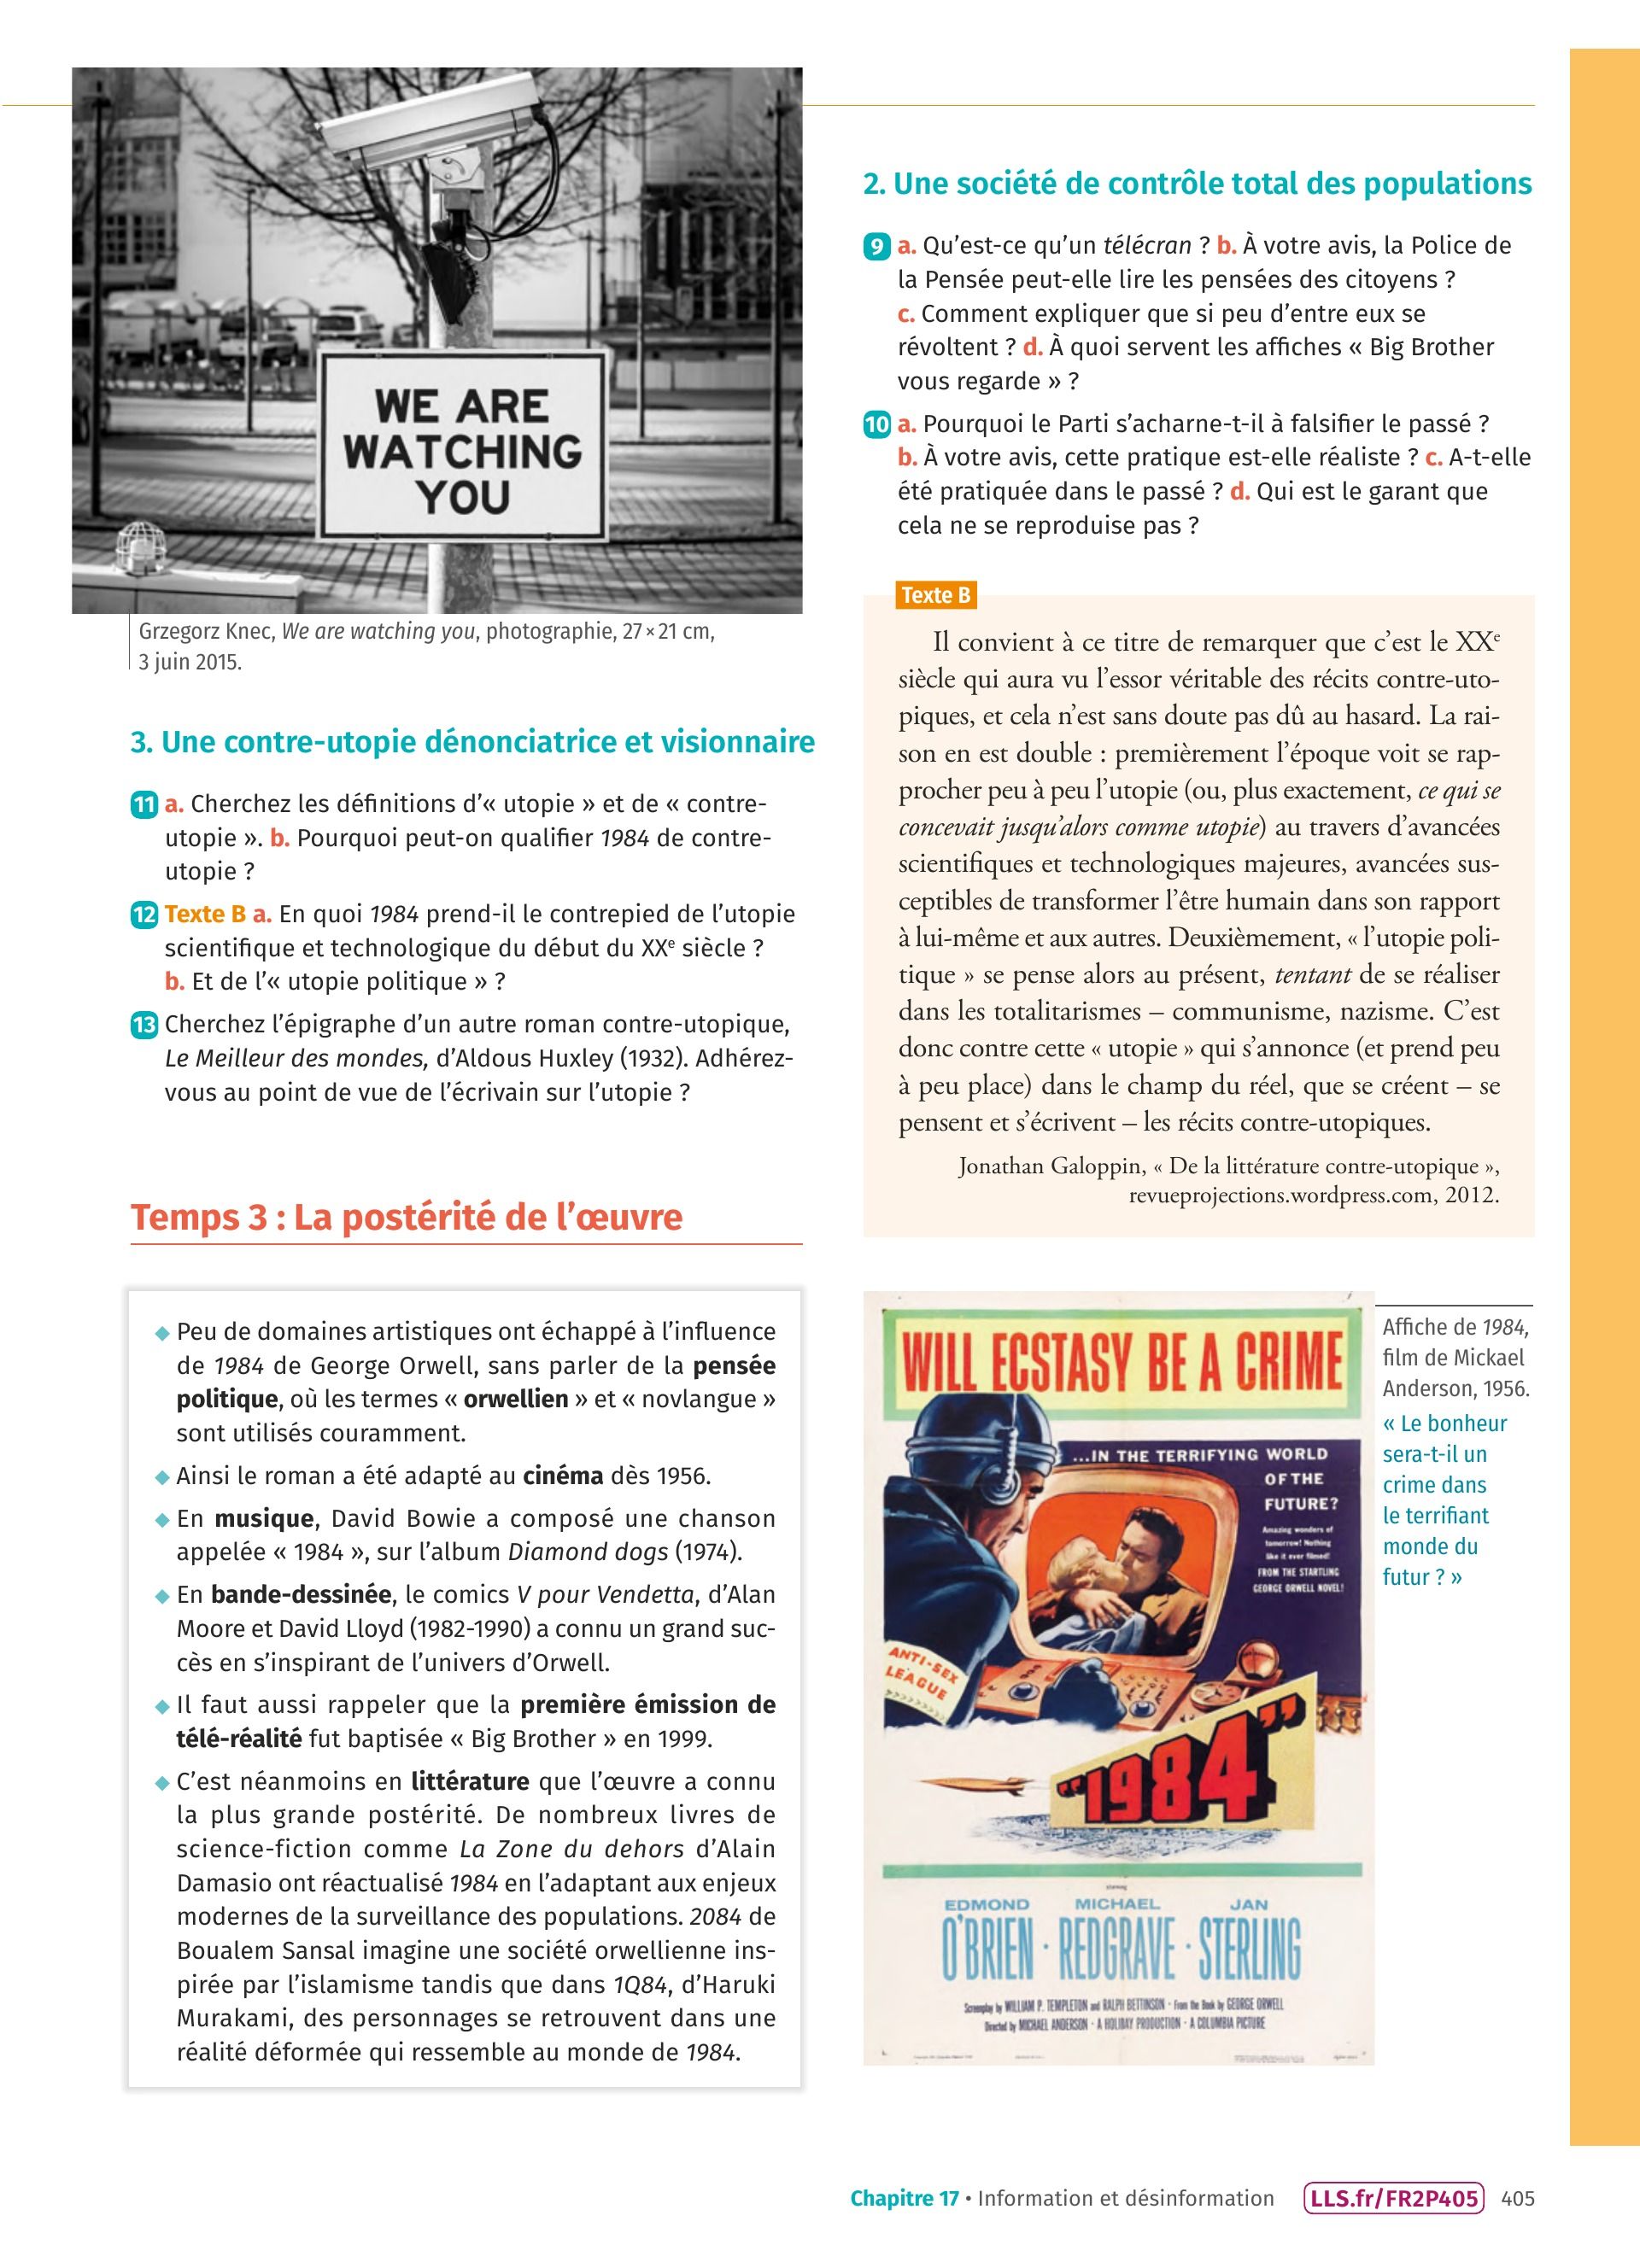 WE ARE
WATCHING
YOU
Grzegorz Knec, We are watching you, photographie, 27 × 21 cm,
3 juin 2015.
2. Une société de contrôle total des populations
9 a. Qu’est-ce qu’un télécran ? b. À votre avis, la Police de
la Pensée peut-elle lire les pensées des citoyens ?
c. Comment expliquer que si peu d’entre eux se
révoltent ? d. À quoi servent les affiches « Big Brother
vous regarde » ?
10 a. Pourquoi le Parti s’acharne-t-il à falsifier le passé ?
b. À votre avis, cette pratique est-elle réaliste ? c. A-t-elle
été pratiquée dans le passé ? d. Qui est le garant que
cela ne se reproduise pas ?
3. Une contre-utopie dénonciatrice et visionnaire
11 a. Cherchez les définitions d’« utopie » et de « contre-
utopie ». b. Pourquoi peut-on qualifier 1984 de contre-
utopie ?
12 Texte B a. En quoi 1984 prend-il le contrepied de l’utopie
scientifique et technologique du début du XXe siècle ?
b. Et de l’« utopie politique » ?
13 Cherchez l’épigraphe d’un autre roman contre-utopique,
Le Meilleur des mondes, d’Aldous Huxley (1932). Adhérez-
vous au point de vue de l’écrivain sur l’utopie ?
Texte B
Il convient à ce titre de remarquer que c’est le XXe
siècle qui aura vu l’essor véritable des récits contre-uto-
piques, et cela n’est sans doute pas dû au hasard. La rai-
son en est double : premièrement l’époque voit se rap-
procher peu à peu l’utopie (ou, plus exactement, ce qui se
concevait jusqu’alors comme utopie) au travers d’avancées
scientifiques et technologiques majeures, avancées sus-
ceptibles de transformer l’être humain dans son rapport
à lui-même et aux autres. Deuxièmement, « l’utopie poli-
tique » se pense alors au présent, tentant de se réaliser
dans les totalitarismes – communisme, nazisme. C’est
donc contre cette « utopie » qui s’annonce (et prend peu
à peu place) dans le champ du réel, que se créent – se
pensent et s’écrivent – les récits contre-utopiques.
Jonathan Galoppin, « De la littérature contre-utopique »,
revueprojections.wordpress.com, 2012.
Temps 3 : La postérité de l’œuvre
◆ Peu de domaines artistiques ont échappé à l’influence
de 1984 de George Orwell, sans parler de la pensée
politique, où les termes « orwellien » et « novlangue »
sont utilisés couramment.
◆ Ainsi le roman a été adapté au cinéma dès 1956.
◆ En musique, David Bowie a composé une chanson
appelée « 1984 », sur l’album Diamond dogs (1974).
◆ En bande-dessinée, le comics V pour Vendetta, d’Alan
Moore et David Lloyd (1982-1990) a connu un grand suc-
cès en s’inspirant de l’univers d’Orwell.
◆ Il faut aussi rappeler que la première émission de
télé-réalité fut baptisée « Big Brother » en 1999.
◆ C’est néanmoins en littérature que l’œuvre a connu
la plus grande postérité. De nombreux livres de
science-fiction comme La Zone du dehors d’Alain
Damasio ont réactualisé 1984 en l’adaptant aux enjeux
modernes de la surveillance des populations. 2084 de
Boualem Sansal imagine une société orwellienne ins-
pirée par l’islamisme tandis que dans 1Q84, d’Haruki
Murakami, des personnages se retrouvent dans une
réalité déformée qui ressemble au monde de 1984.
WILL ECSTASY BE A CRIME
...IN THE TERRIFYING WORLD
OF THE
FUTURE?
Amazing wonders of
tomorrow! Nothing
like it ever filmed!
FROM THE STARTLING
GEORGE ORWELL NOVEL!
ANTI-SEX
LEAGUE
“1984”
starring
EDMOND MICHAEL JAN
O’BRIEN · REDGRAVE · STERLING
Screenplay by WILLIAM P. TEMPLETON and RALPH BETTINSON · From the Book by GEORGE ORWELL
Directed by MICHAEL ANDERSON · A HOLIDAY PRODUCTION · A COLUMBIA PICTURE
Affiche de 1984,
film de Mickael
Anderson, 1956.
« Le bonheur
sera-t-il un
crime dans
le terrifiant
monde du
futur ? »
Chapitre 17 • Information et désinformation LLS.fr/FR2P405 405